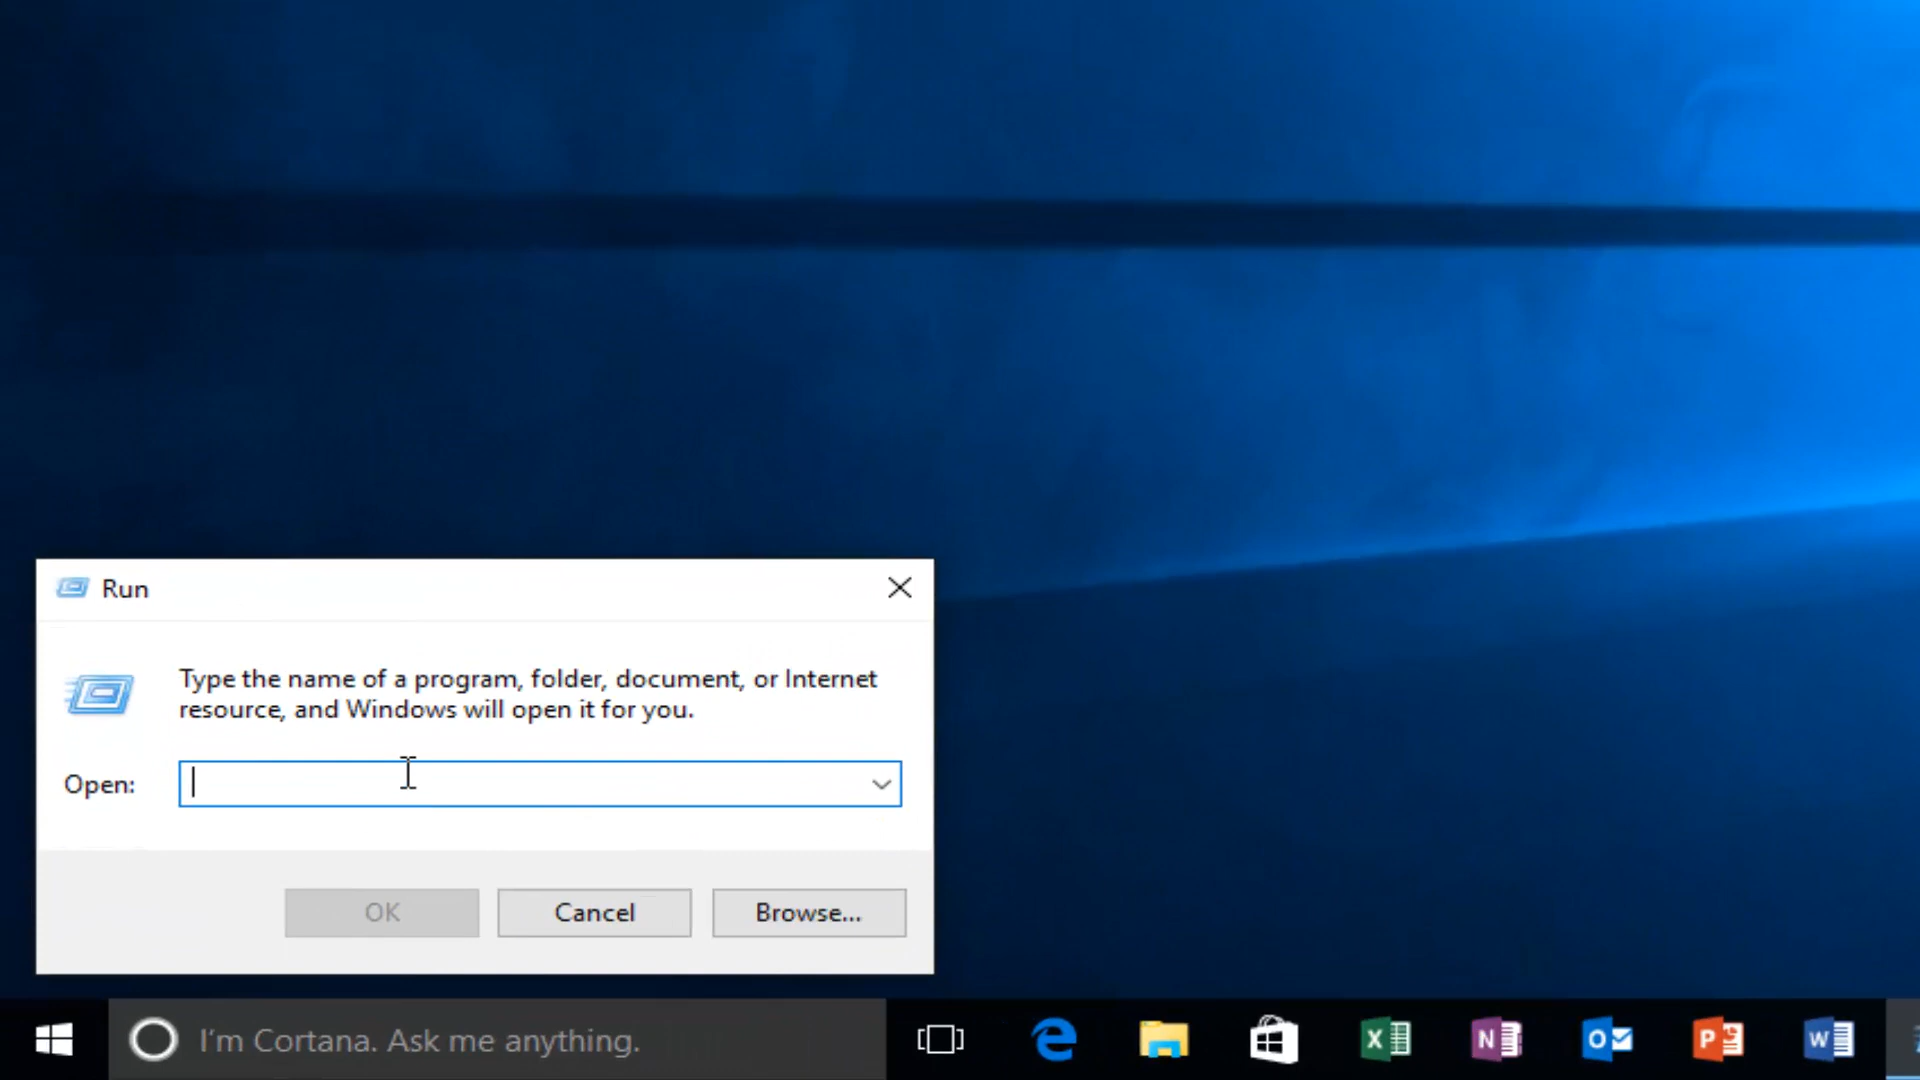 Run
Type the name of a program, folder, document, or Internet
resource, and Windows will open it for you.
Open:
OK
Cancel
Browse...
I'm Cortana. Ask me anything.